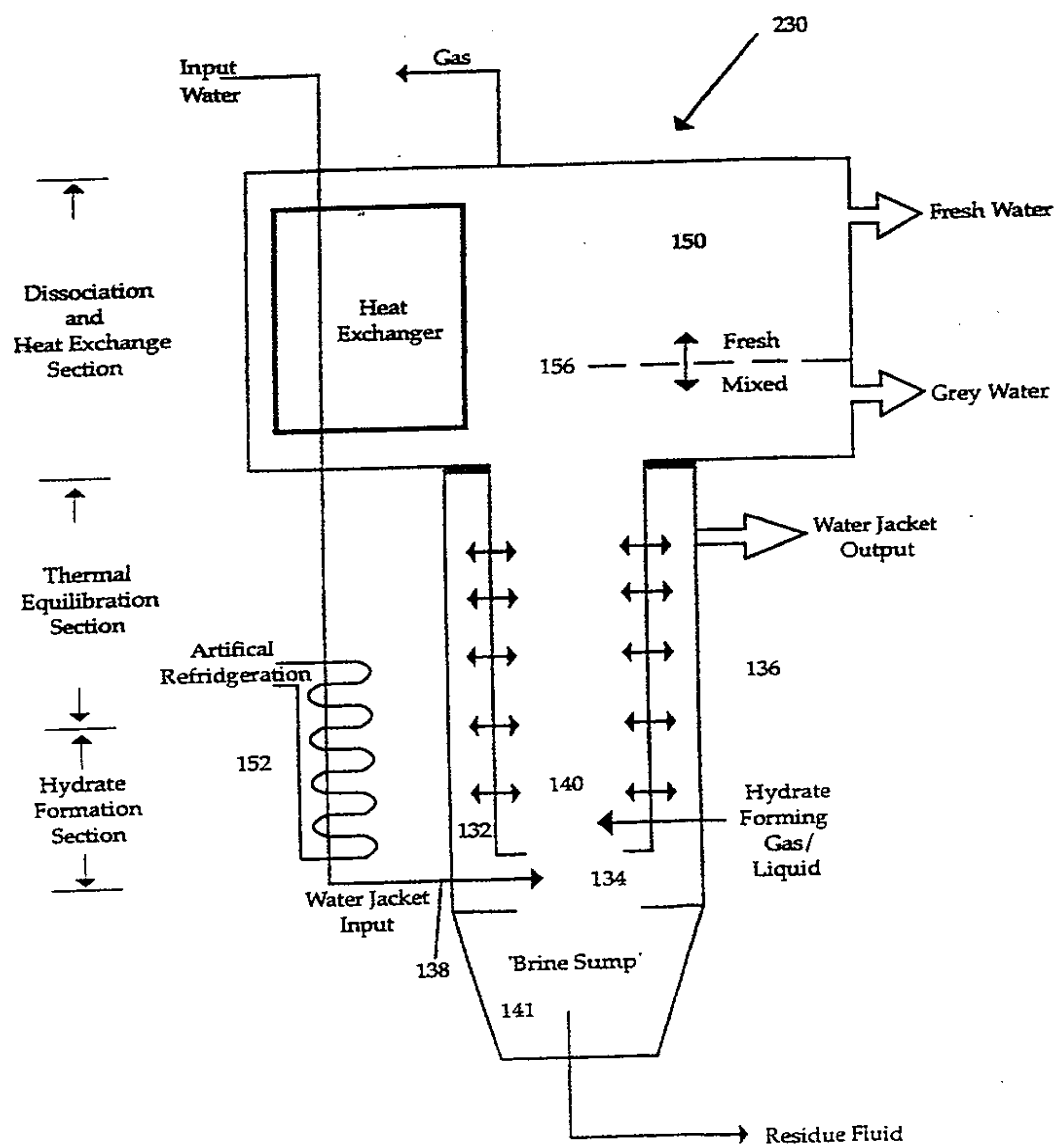 230
Gas
Input
Water
Fresh Water
150
Dissociation
and
Heat Exchange
Section
Heat
Exchanger
156
Fresh
Mixed
Grey Water
Water Jacket
Output
Thermal
Equilibration
Section
Artifical
Refridgeration
136
152
Hydrate
Formation
Section
140
132
Hydrate
Forming
Gas/
Liquid
134
Water Jacket
Input
138
'Brine Sump'
141
Residue Fluid